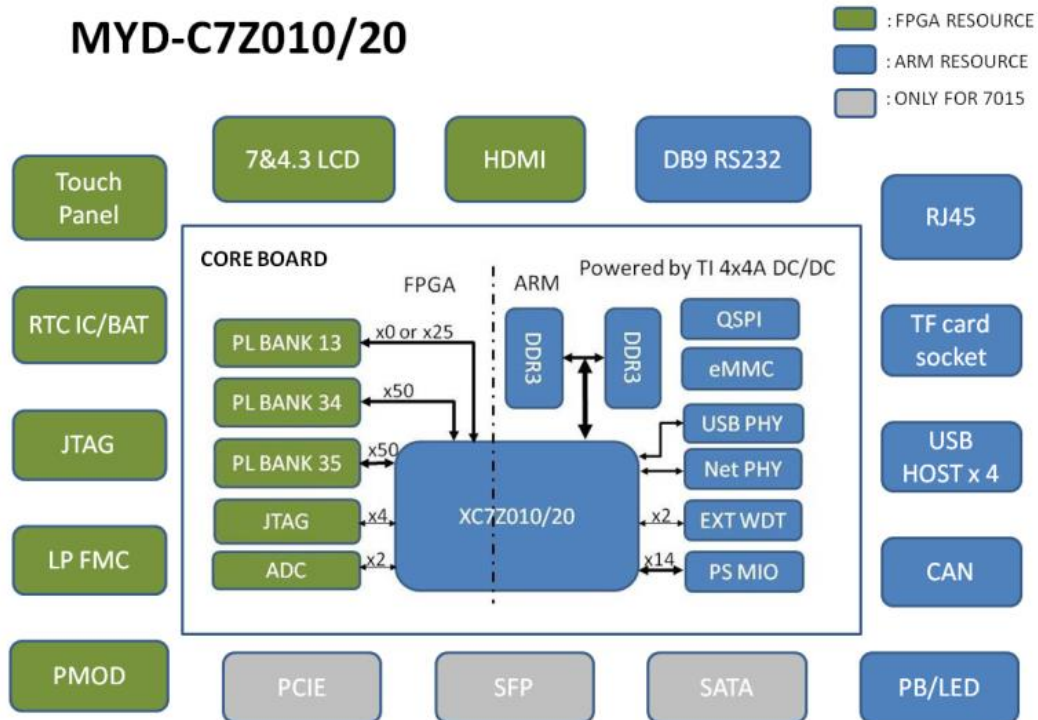 MYD-C7Z010/20
: FPGA RESOURCE
: ARM RESOURCE
: ONLY FOR 7015
7&4.3 LCD
HDMI
DB9 RS232
Touch
Panel
RJ45
CORE BOARD
Powered by TI 4x4A DC/DC
FPGA
ARM
RTC IC/BAT
PL BANK 13
x0 or x25
DDR3
DDR3
QSPI
TF card
socket
eMMC
PL BANK 34
x50
USB PHY
JTAG
PL BANK 35
x50
Net PHY
USB
HOST x 4
JTAG
x4
XC7Z010/20
x2
EXT WDT
LP FMC
ADC
x2
x14
PS MIO
CAN
PMOD
PCIE
SFP
SATA
PB/LED